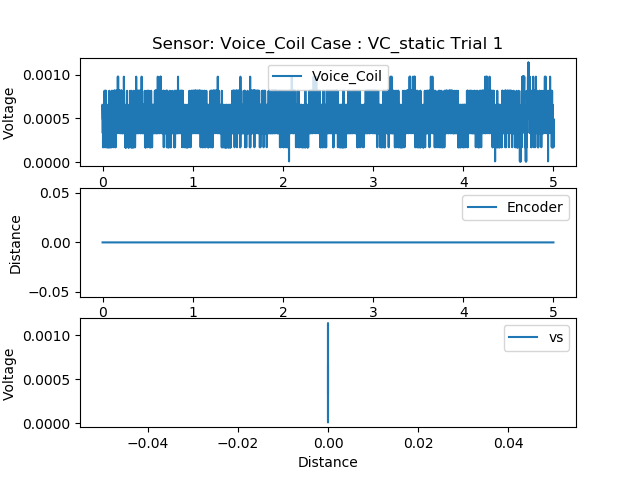 Sensor: Voice_Coil Case : VC_static Trial 1
0.0010
0.0005
0.0000
Voltage
Voice_Coil
0 1 2 3 4 5
0.05
0.00
−0.05
Distance
Encoder
0 1 2 3 4 5
0.0010
0.0005
0.0000
Voltage
vs
−0.04 −0.02 0.00 0.02 0.04
Distance